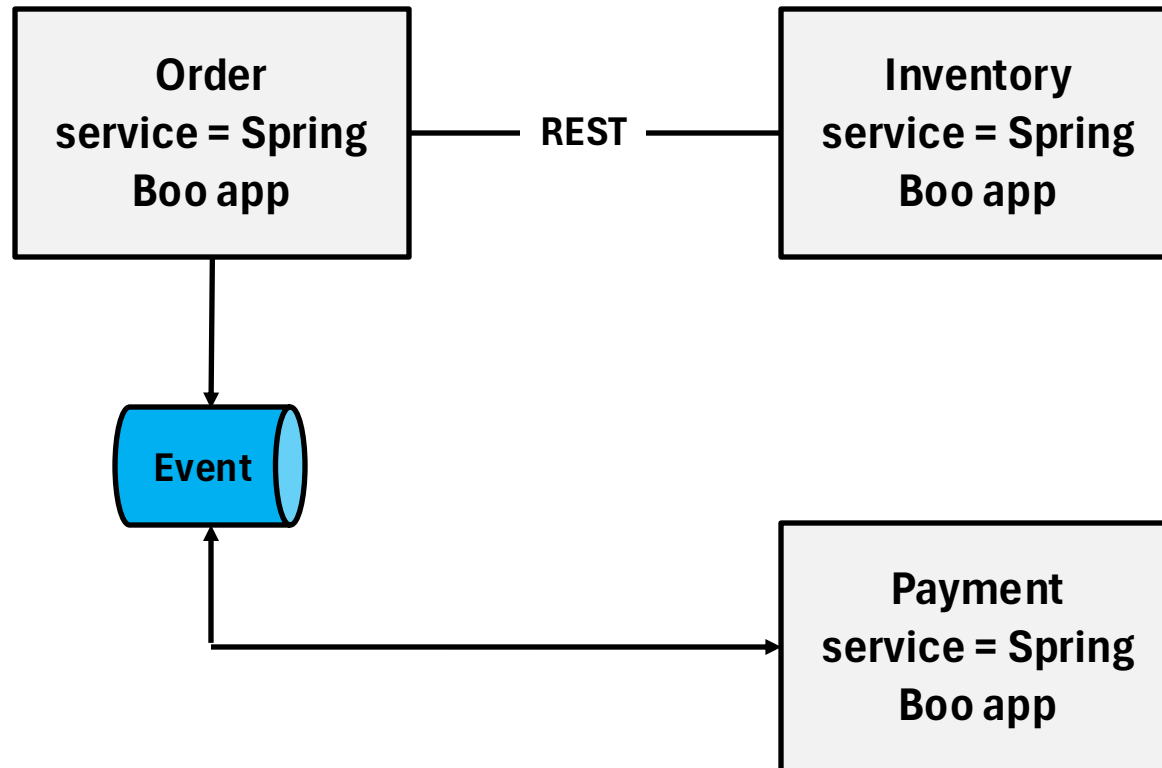 Order
service = Spring
Boo app
REST
Inventory
service = Spring
Boo app
Event
Payment
service = Spring
Boo app